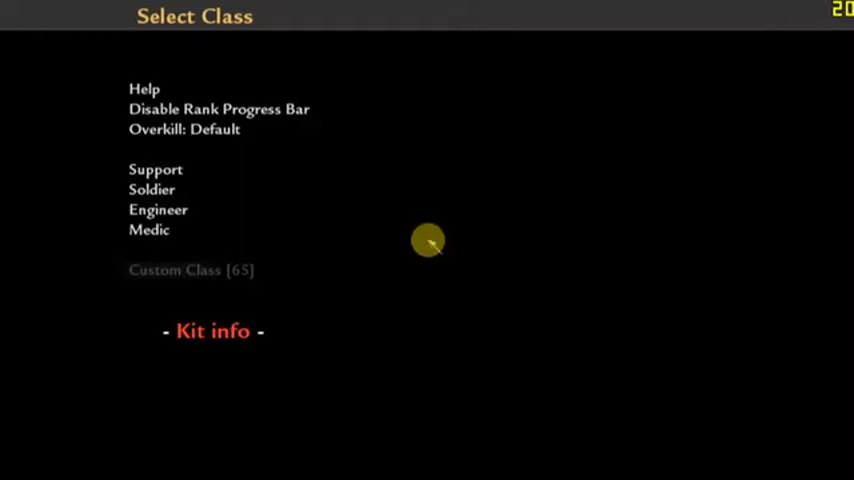 Select Class
20
Help
Disable Rank Progress Bar
Overkill: Default
Support
Soldier
Engineer
Medic
Custom Class [65]
- Kit info -